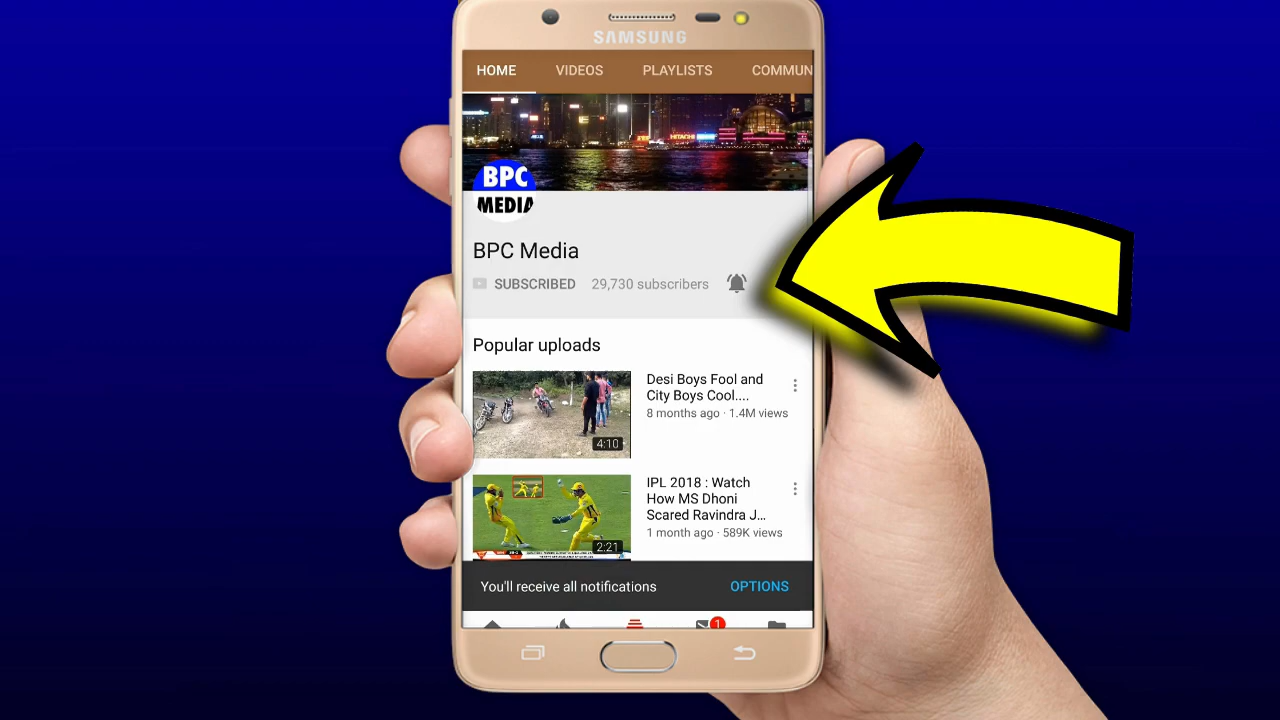 SAMSUNG
HOME VIDEOS PLAYLISTS COMMUN
HITACHI
BPC
MEDIA
BPC Media
SUBSCRIBED 29,730 subscribers
Popular uploads
Desi Boys Fool and
City Boys Cool....
8 months ago · 1.4M views
4:10
IPL 2018 : Watch
How MS Dhoni
Scared Ravindra J...
1 month ago · 589K views
2:21
You'll receive all notifications OPTIONS
1